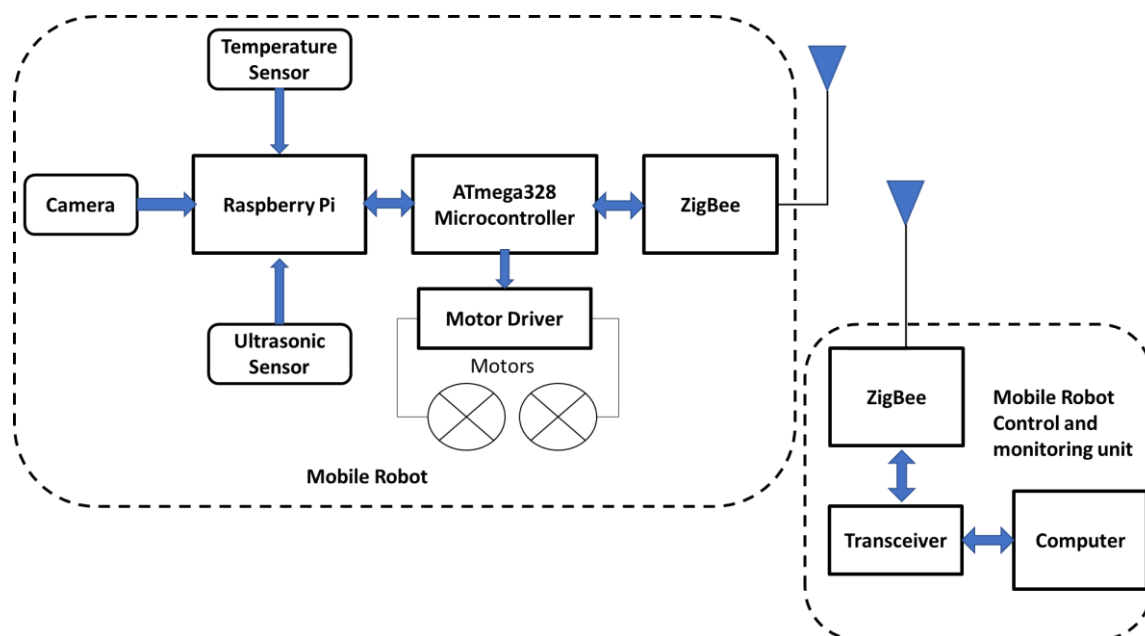 Temperature
Sensor
Camera
Raspberry Pi
ATmega328
Microcontroller
ZigBee
Motor Driver
Ultrasonic
Sensor
Motors
Mobile Robot
ZigBee
Mobile Robot
Control and
monitoring unit
Transceiver
Computer